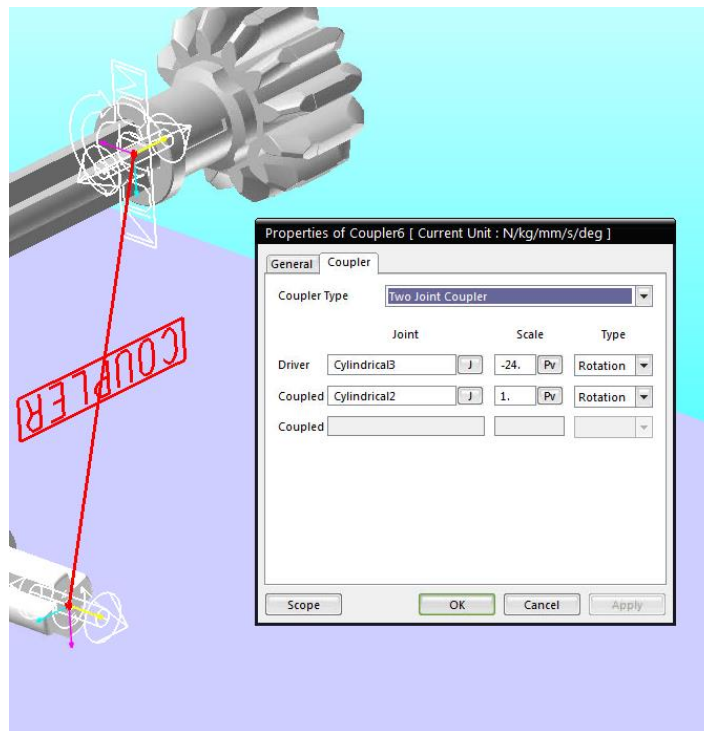 Properties of Coupler6 [ Current Unit : N/kg/mm/s/deg ]
General Coupler
Coupler Type Two Joint Coupler
Joint Scale Type
Driver Cylindrical3 J -24. Pv Rotation
Coupled Cylindrical2 J 1. Pv Rotation
Coupled
Scope OK Cancel Apply
COUPLER